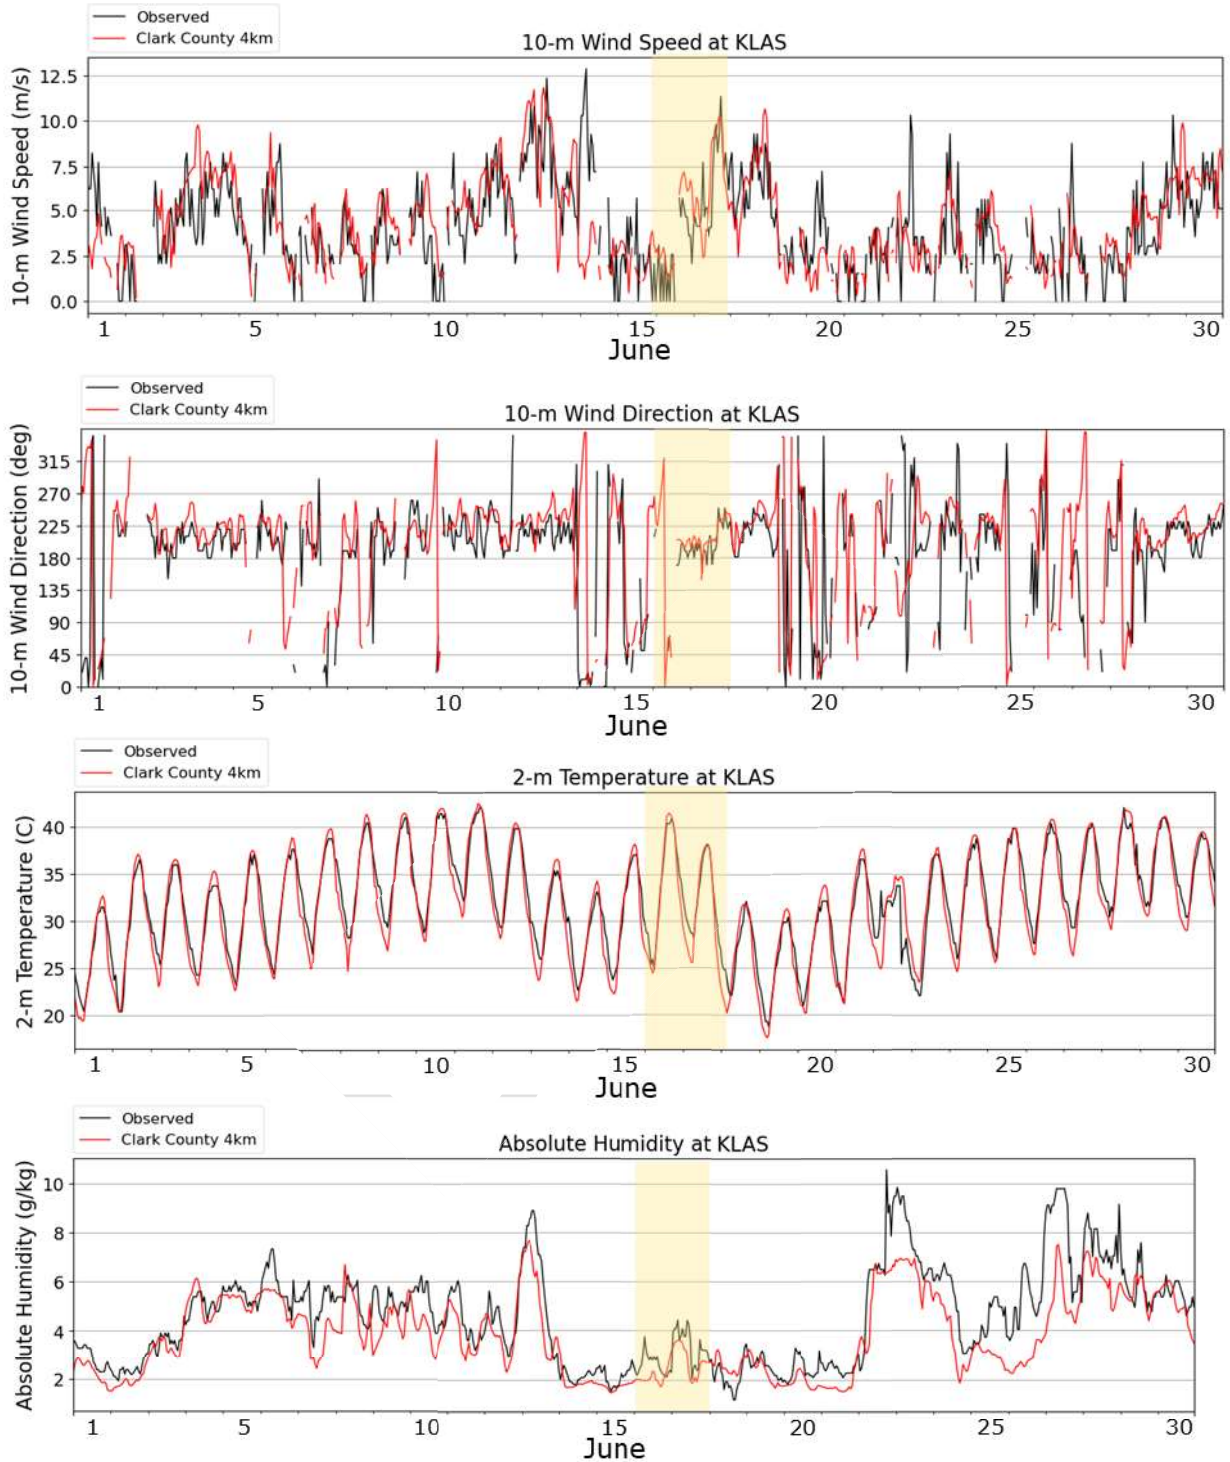 Observed
Clark County 4km
10-m Wind Speed at KLAS
10-m Wind Speed (m/s)
12.5
10.0
7.5
5.0
2.5
0.0
1 5 10 15 20 25 30
June
Observed
Clark County 4km
10-m Wind Direction at KLAS
10-m Wind Direction (deg)
315
270
225
180
135
90
45
0
1 5 10 15 20 25 30
June
Observed
Clark County 4km
2-m Temperature at KLAS
2-m Temperature (C)
40
35
30
25
20
1 5 10 15 20 25 30
June
Observed
Clark County 4km
Absolute Humidity at KLAS
Absolute Humidity (g/kg)
10
8
6
4
2
1 5 10 15 20 25 30
June